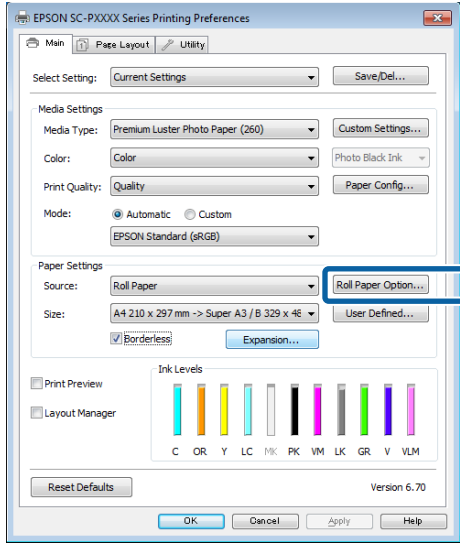 EPSON SC-PXXXX Series Printing Preferences
Main Page Layout Utility
Select Setting: Current Settings Save/Del...
Media Settings
Media Type: Premium Luster Photo Paper (260) Custom Settings...
Color: Color Photo Black Ink
Print Quality: Quality Paper Config...
Mode: Automatic Custom
EPSON Standard (sRGB)
Paper Settings
Source: Roll Paper Roll Paper Option...
Size: A4 210 x 297 mm -> Super A3 / B 329 x 48 User Defined...
Borderless Expansion...
Ink Levels
Print Preview
Layout Manager
C OR Y LC MK PK VM LK GR V VLM
Reset Defaults Version 6.70
OK Cancel Apply Help